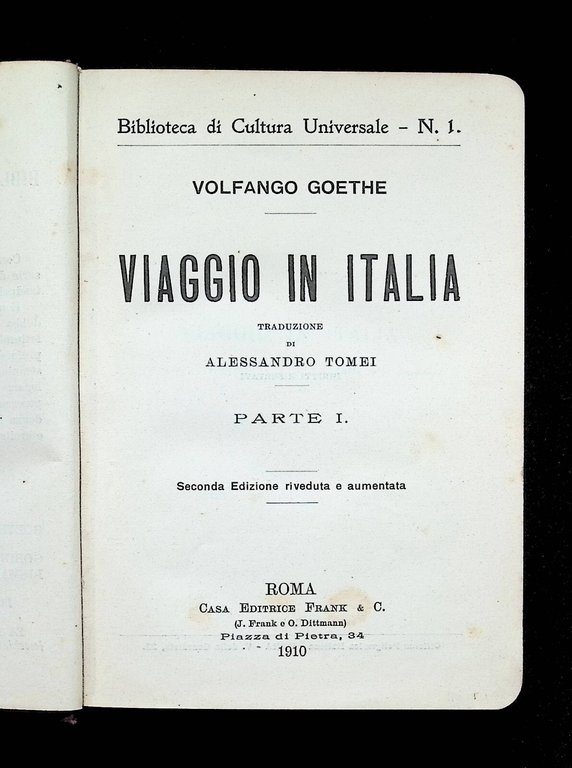 Biblioteca di Cultura Universale – N. 1.
VOLFANGO GOETHE
VIAGGIO IN ITALIA
TRADUZIONE
DI
ALESSANDRO TOMEI
PARTE I.
Seconda Edizione riveduta e aumentata
ROMA
CASA EDITRICE FRANK & C.
(J. Frank e O. Dittmann)
Piazza di Pietra, 34
1910